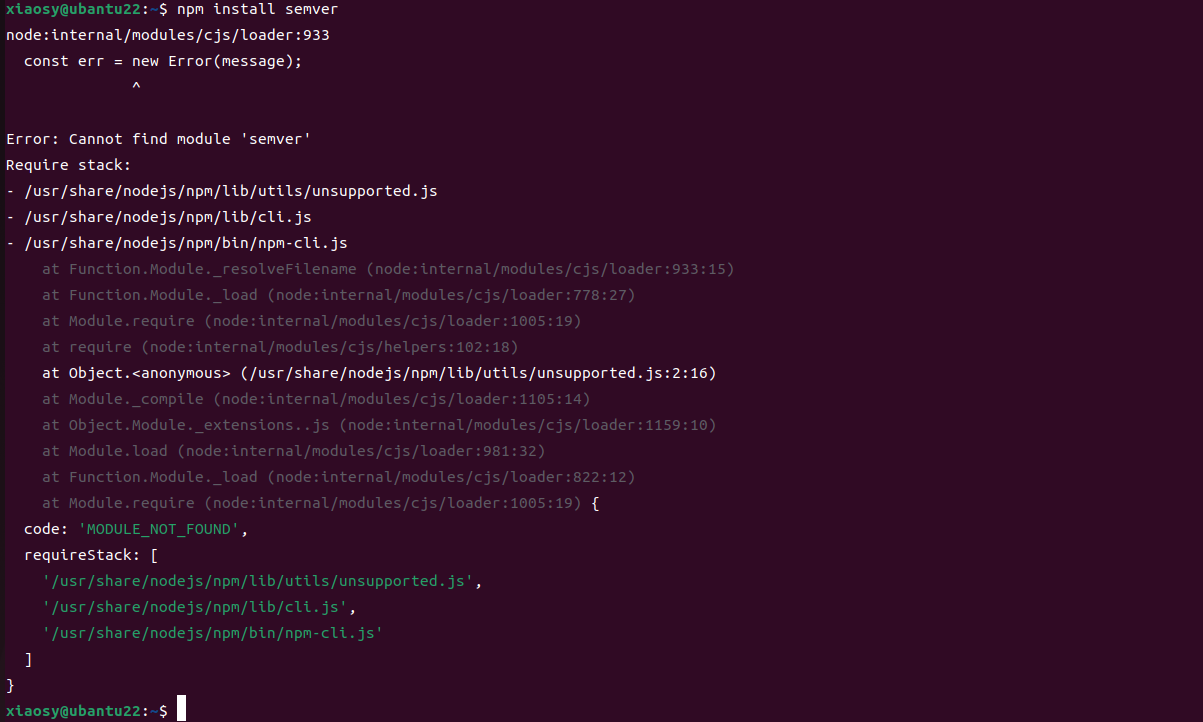 xiaosy@ubantu22:~$ npm install semver
node:internal/modules/cjs/loader:933
  const err = new Error(message);
              ^

Error: Cannot find module 'semver'
Require stack:
- /usr/share/nodejs/npm/lib/utils/unsupported.js
- /usr/share/nodejs/npm/lib/cli.js
- /usr/share/nodejs/npm/bin/npm-cli.js
    at Function.Module._resolveFilename (node:internal/modules/cjs/loader:933:15)
    at Function.Module._load (node:internal/modules/cjs/loader:778:27)
    at Module.require (node:internal/modules/cjs/loader:1005:19)
    at require (node:internal/modules/cjs/helpers:102:18)
    at Object.<anonymous> (/usr/share/nodejs/npm/lib/utils/unsupported.js:2:16)
    at Module._compile (node:internal/modules/cjs/loader:1105:14)
    at Object.Module._extensions..js (node:internal/modules/cjs/loader:1159:10)
    at Module.load (node:internal/modules/cjs/loader:981:32)
    at Function.Module._load (node:internal/modules/cjs/loader:822:12)
    at Module.require (node:internal/modules/cjs/loader:1005:19) {
  code: 'MODULE_NOT_FOUND',
  requireStack: [
    '/usr/share/nodejs/npm/lib/utils/unsupported.js',
    '/usr/share/nodejs/npm/lib/cli.js',
    '/usr/share/nodejs/npm/bin/npm-cli.js'
  ]
}
xiaosy@ubantu22:~$